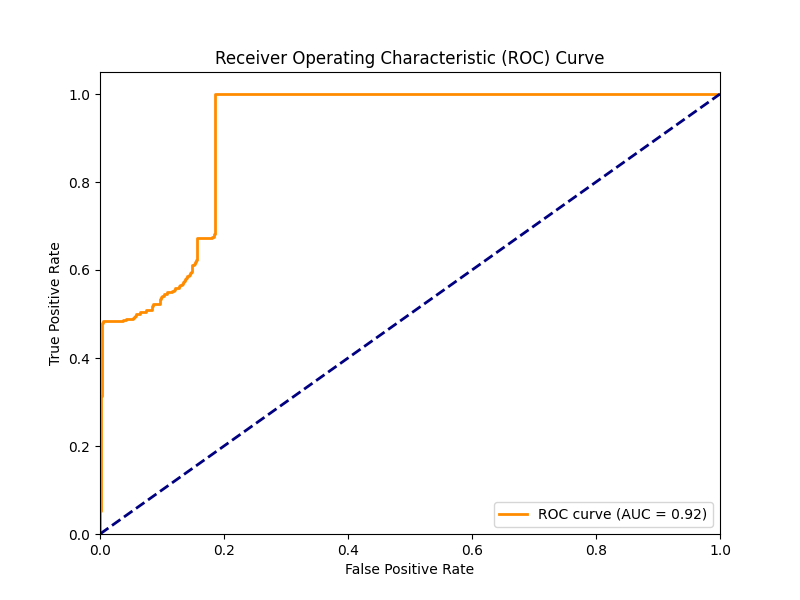 Receiver Operating Characteristic (ROC) Curve
1.0
0.8
0.6
0.4
0.2
0.0
True Positive Rate
ROC curve (AUC = 0.92)
0.0 0.2 0.4 0.6 0.8 1.0
False Positive Rate